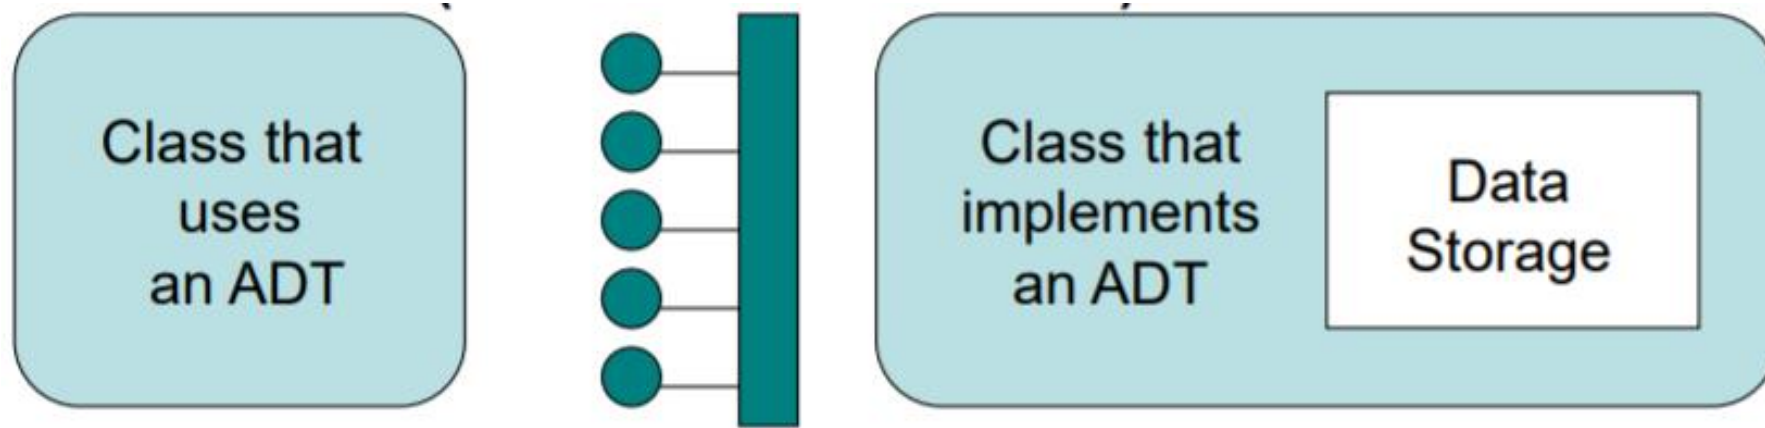 Class that
uses
an ADT
Class that
implements
an ADT
Data
Storage